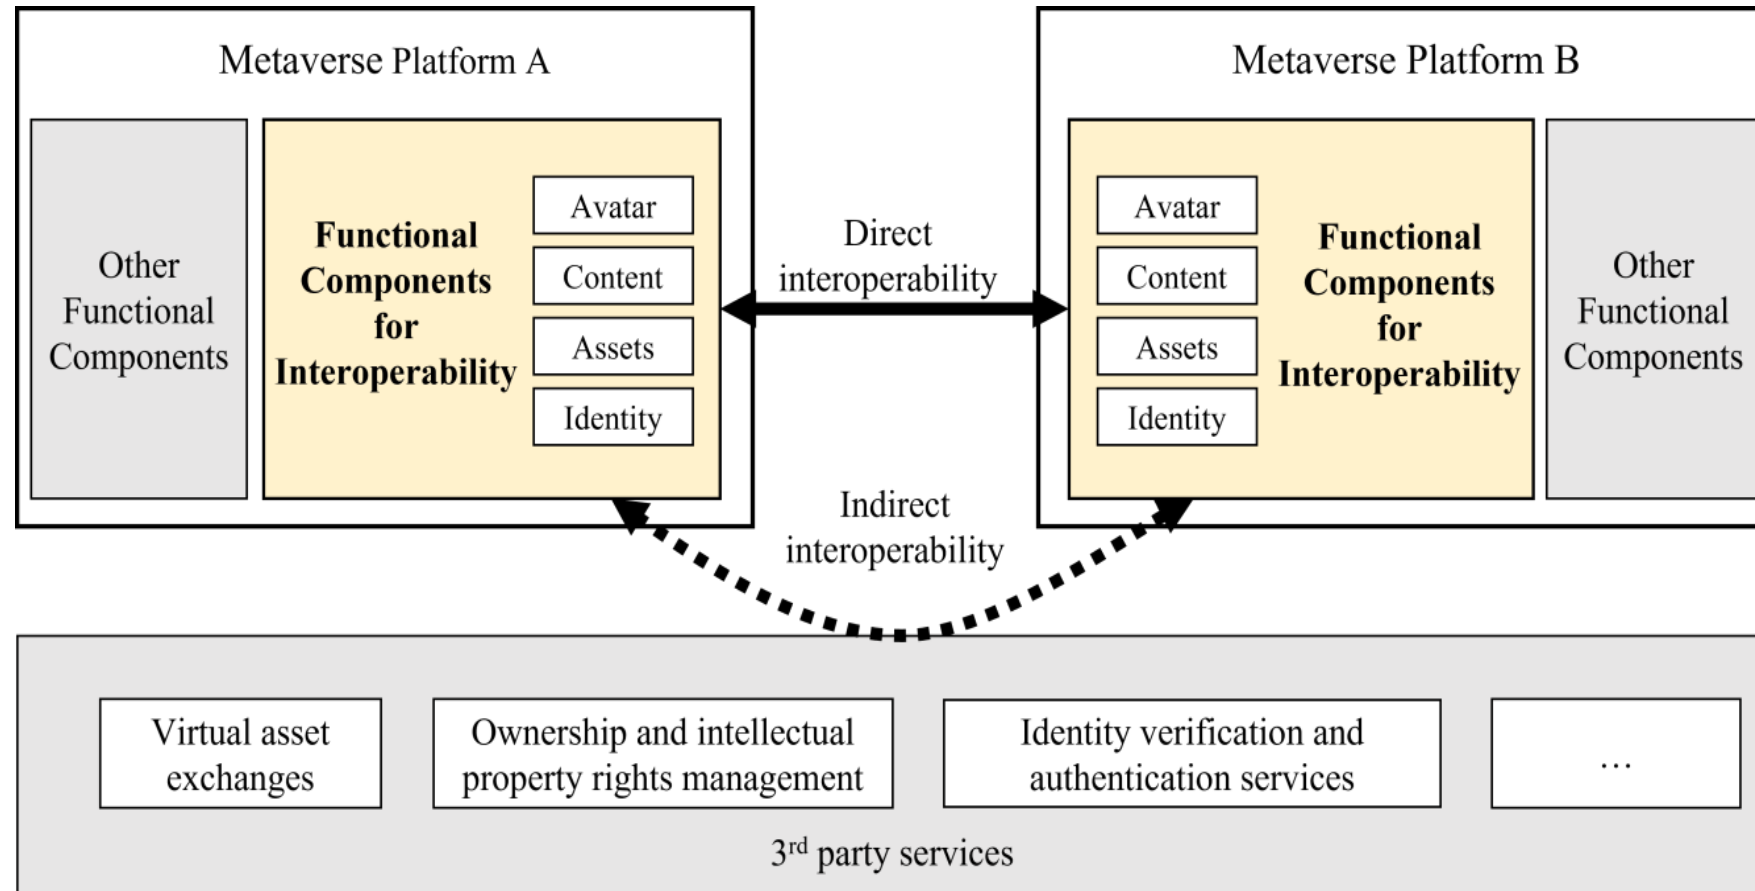 Metaverse Platform A
Other
Functional
Components
Functional
Components
for
Interoperability
Avatar
Content
Assets
Identity
Direct
interoperability
Indirect
interoperability
Metaverse Platform B
Avatar
Content
Assets
Identity
Functional
Components
for
Interoperability
Other
Functional
Components
Virtual asset
exchanges
Ownership and intellectual
property rights management
Identity verification and
authentication services
…
3rd party services